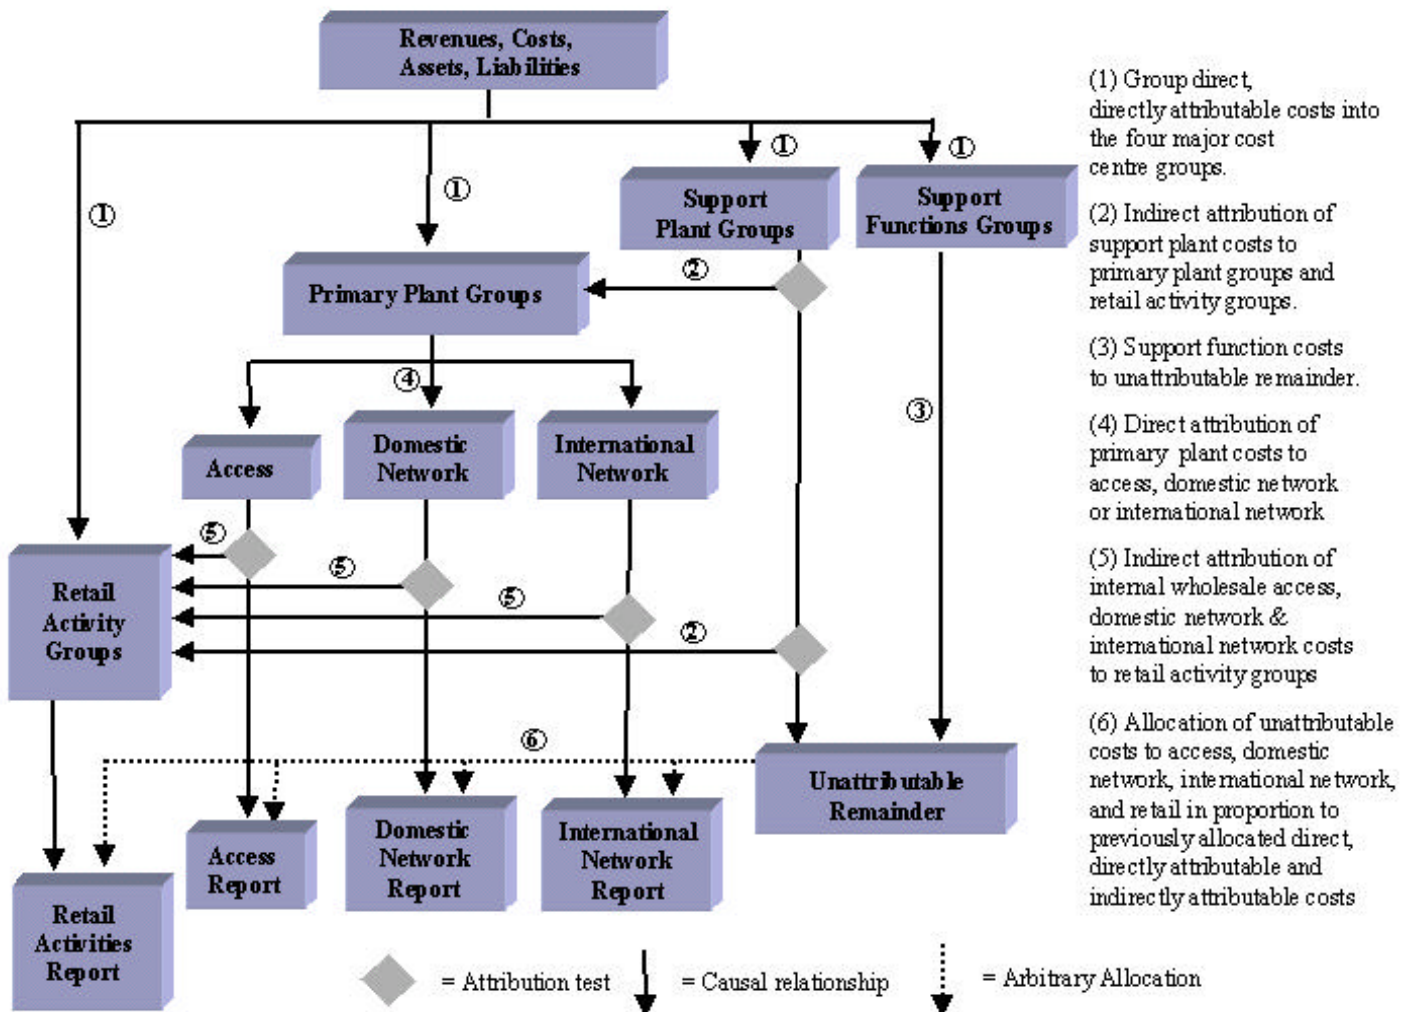 Revenues, Costs,
Assets, Liabilities
①
①
①
①
Support
Plant Groups
Support
Functions Groups
②
Primary Plant Groups
④
③
Access
Domestic
Network
International
Network
⑤
⑤
⑤
②
Retail
Activity
Groups
⑥
Unattributable
Remainder
Access
Report
Domestic
Network
Report
International
Network
Report
Retail
Activities
Report
= Attribution test
= Causal relationship
= Arbitrary Allocation
(1) Group direct,
directly attributable costs into
the four major cost
centre groups.
(2) Indirect attribution of
support plant costs to
primary plant groups and
retail activity groups.
(3) Support function costs
to unattributable remainder.
(4) Direct attribution of
primary plant costs to
access, domestic network
or international network
(5) Indirect attribution of
internal wholesale access,
domestic network &
international network costs
to retail activity groups
(6) Allocation of unattributable
costs to access, domestic
network, international network,
and retail in proportion to
previously allocated direct,
directly attributable and
indirectly attributable costs